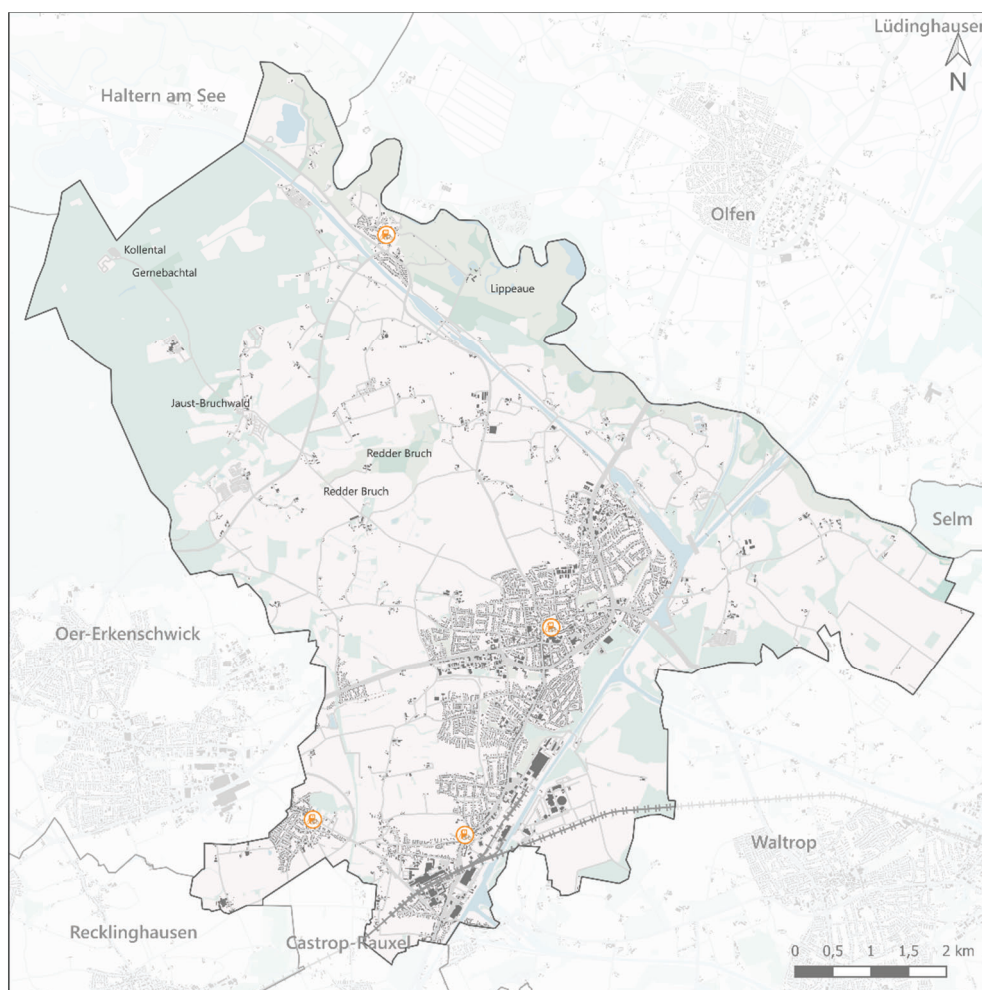 Lüdinghausen
Haltern am See
N
Olfen
Kollental
Gernebachtal
Lippeaue
Jaust-Bruchwald
Redder Bruch
Redder Bruch
Selm
Oer-Erkenschwick
Waltrop
Recklinghausen
Castrop-Rauxel
0 0,5 1 1,5 2 km